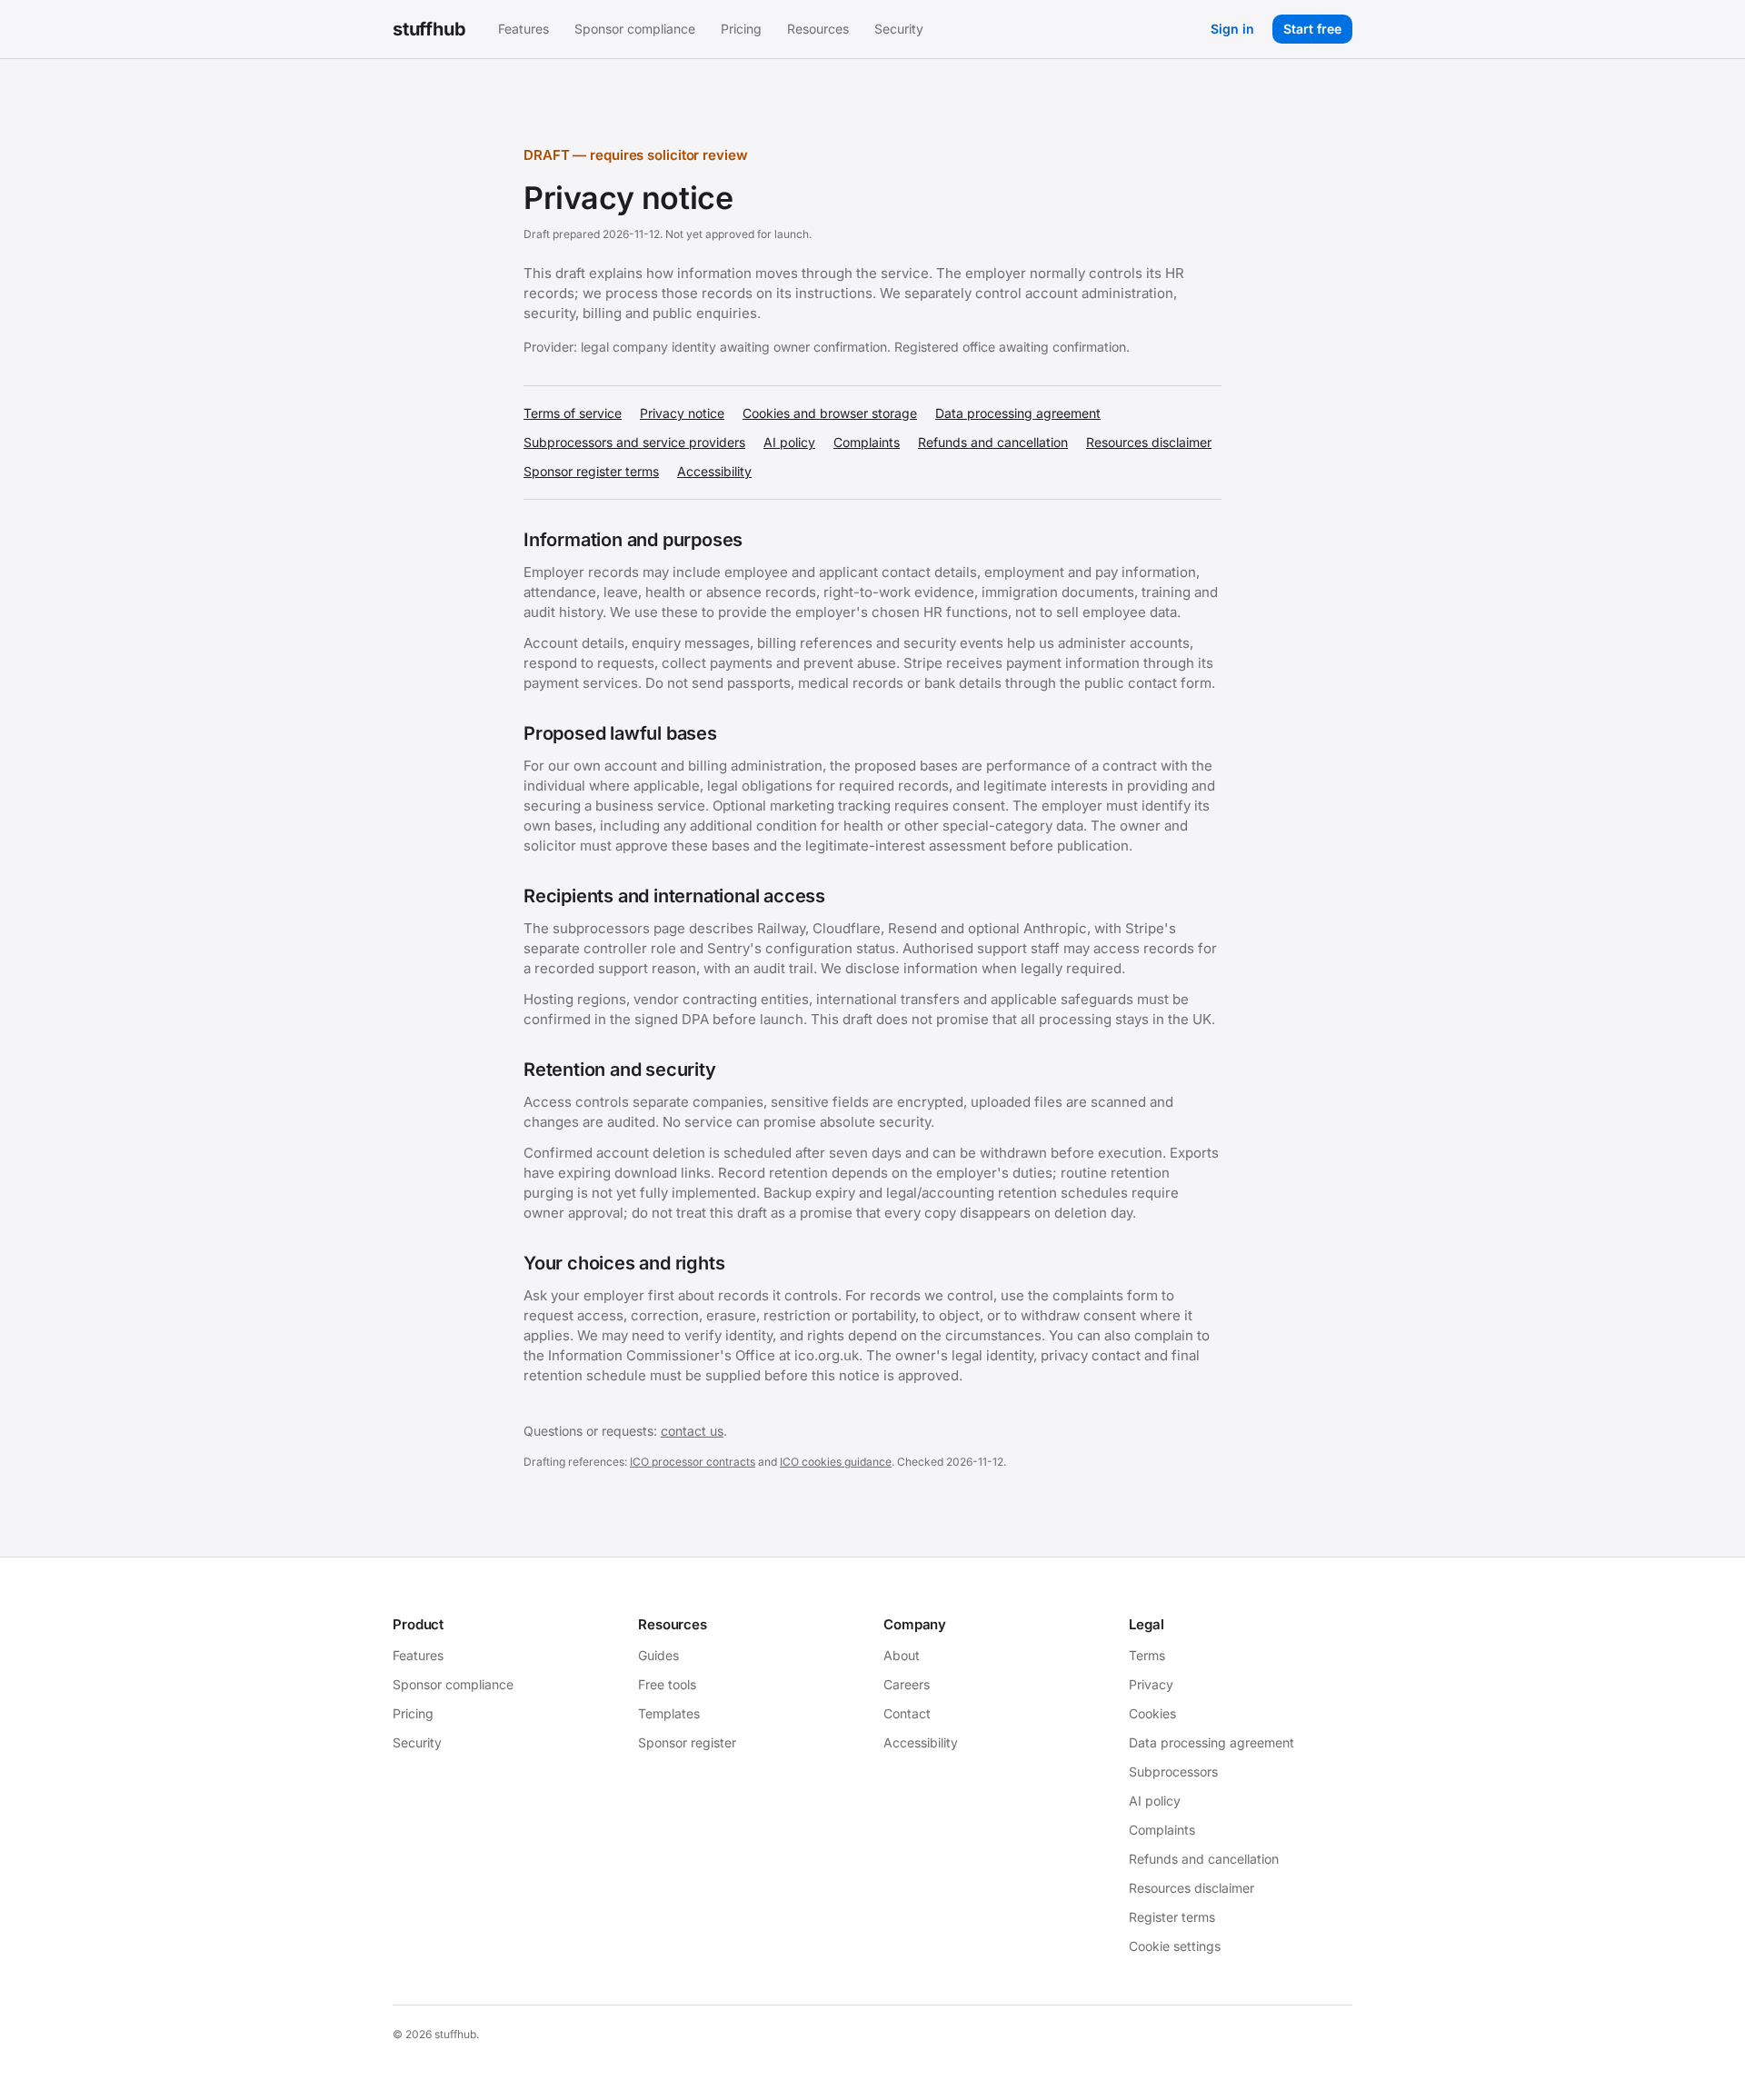 stuffhub Features Sponsor compliance Pricing Resources Security Sign in Start free
DRAFT — requires solicitor review
Privacy notice
Draft prepared 2026-11-12. Not yet approved for launch.
This draft explains how information moves through the service. The employer normally controls its HR
records; we process those records on its instructions. We separately control account administration,
security, billing and public enquiries.
Provider: legal company identity awaiting owner confirmation. Registered office awaiting confirmation.
Terms of service Privacy notice Cookies and browser storage Data processing agreement
Subprocessors and service providers AI policy Complaints Refunds and cancellation Resources disclaimer
Sponsor register terms Accessibility
Information and purposes
Employer records may include employee and applicant contact details, employment and pay information,
attendance, leave, health or absence records, right-to-work evidence, immigration documents, training and
audit history. We use these to provide the employer's chosen HR functions, not to sell employee data.
Account details, enquiry messages, billing references and security events help us administer accounts,
respond to requests, collect payments and prevent abuse. Stripe receives payment information through its
payment services. Do not send passports, medical records or bank details through the public contact form.
Proposed lawful bases
For our own account and billing administration, the proposed bases are performance of a contract with the
individual where applicable, legal obligations for required records, and legitimate interests in providing and
securing a business service. Optional marketing tracking requires consent. The employer must identify its
own bases, including any additional condition for health or other special-category data. The owner and
solicitor must approve these bases and the legitimate-interest assessment before publication.
Recipients and international access
The subprocessors page describes Railway, Cloudflare, Resend and optional Anthropic, with Stripe's
separate controller role and Sentry's configuration status. Authorised support staff may access records for
a recorded support reason, with an audit trail. We disclose information when legally required.
Hosting regions, vendor contracting entities, international transfers and applicable safeguards must be
confirmed in the signed DPA before launch. This draft does not promise that all processing stays in the UK.
Retention and security
Access controls separate companies, sensitive fields are encrypted, uploaded files are scanned and
changes are audited. No service can promise absolute security.
Confirmed account deletion is scheduled after seven days and can be withdrawn before execution. Exports
have expiring download links. Record retention depends on the employer's duties; routine retention
purging is not yet fully implemented. Backup expiry and legal/accounting retention schedules require
owner approval; do not treat this draft as a promise that every copy disappears on deletion day.
Your choices and rights
Ask your employer first about records it controls. For records we control, use the complaints form to
request access, correction, erasure, restriction or portability, to object, or to withdraw consent where it
applies. We may need to verify identity, and rights depend on the circumstances. You can also complain to
the Information Commissioner's Office at ico.org.uk. The owner's legal identity, privacy contact and final
retention schedule must be supplied before this notice is approved.
Questions or requests: contact us.
Drafting references: ICO processor contracts and ICO cookies guidance. Checked 2026-11-12.
Product
Features
Sponsor compliance
Pricing
Security
Resources
Guides
Free tools
Templates
Sponsor register
Company
About
Careers
Contact
Accessibility
Legal
Terms
Privacy
Cookies
Data processing agreement
Subprocessors
AI policy
Complaints
Refunds and cancellation
Resources disclaimer
Register terms
Cookie settings
© 2026 stuffhub.